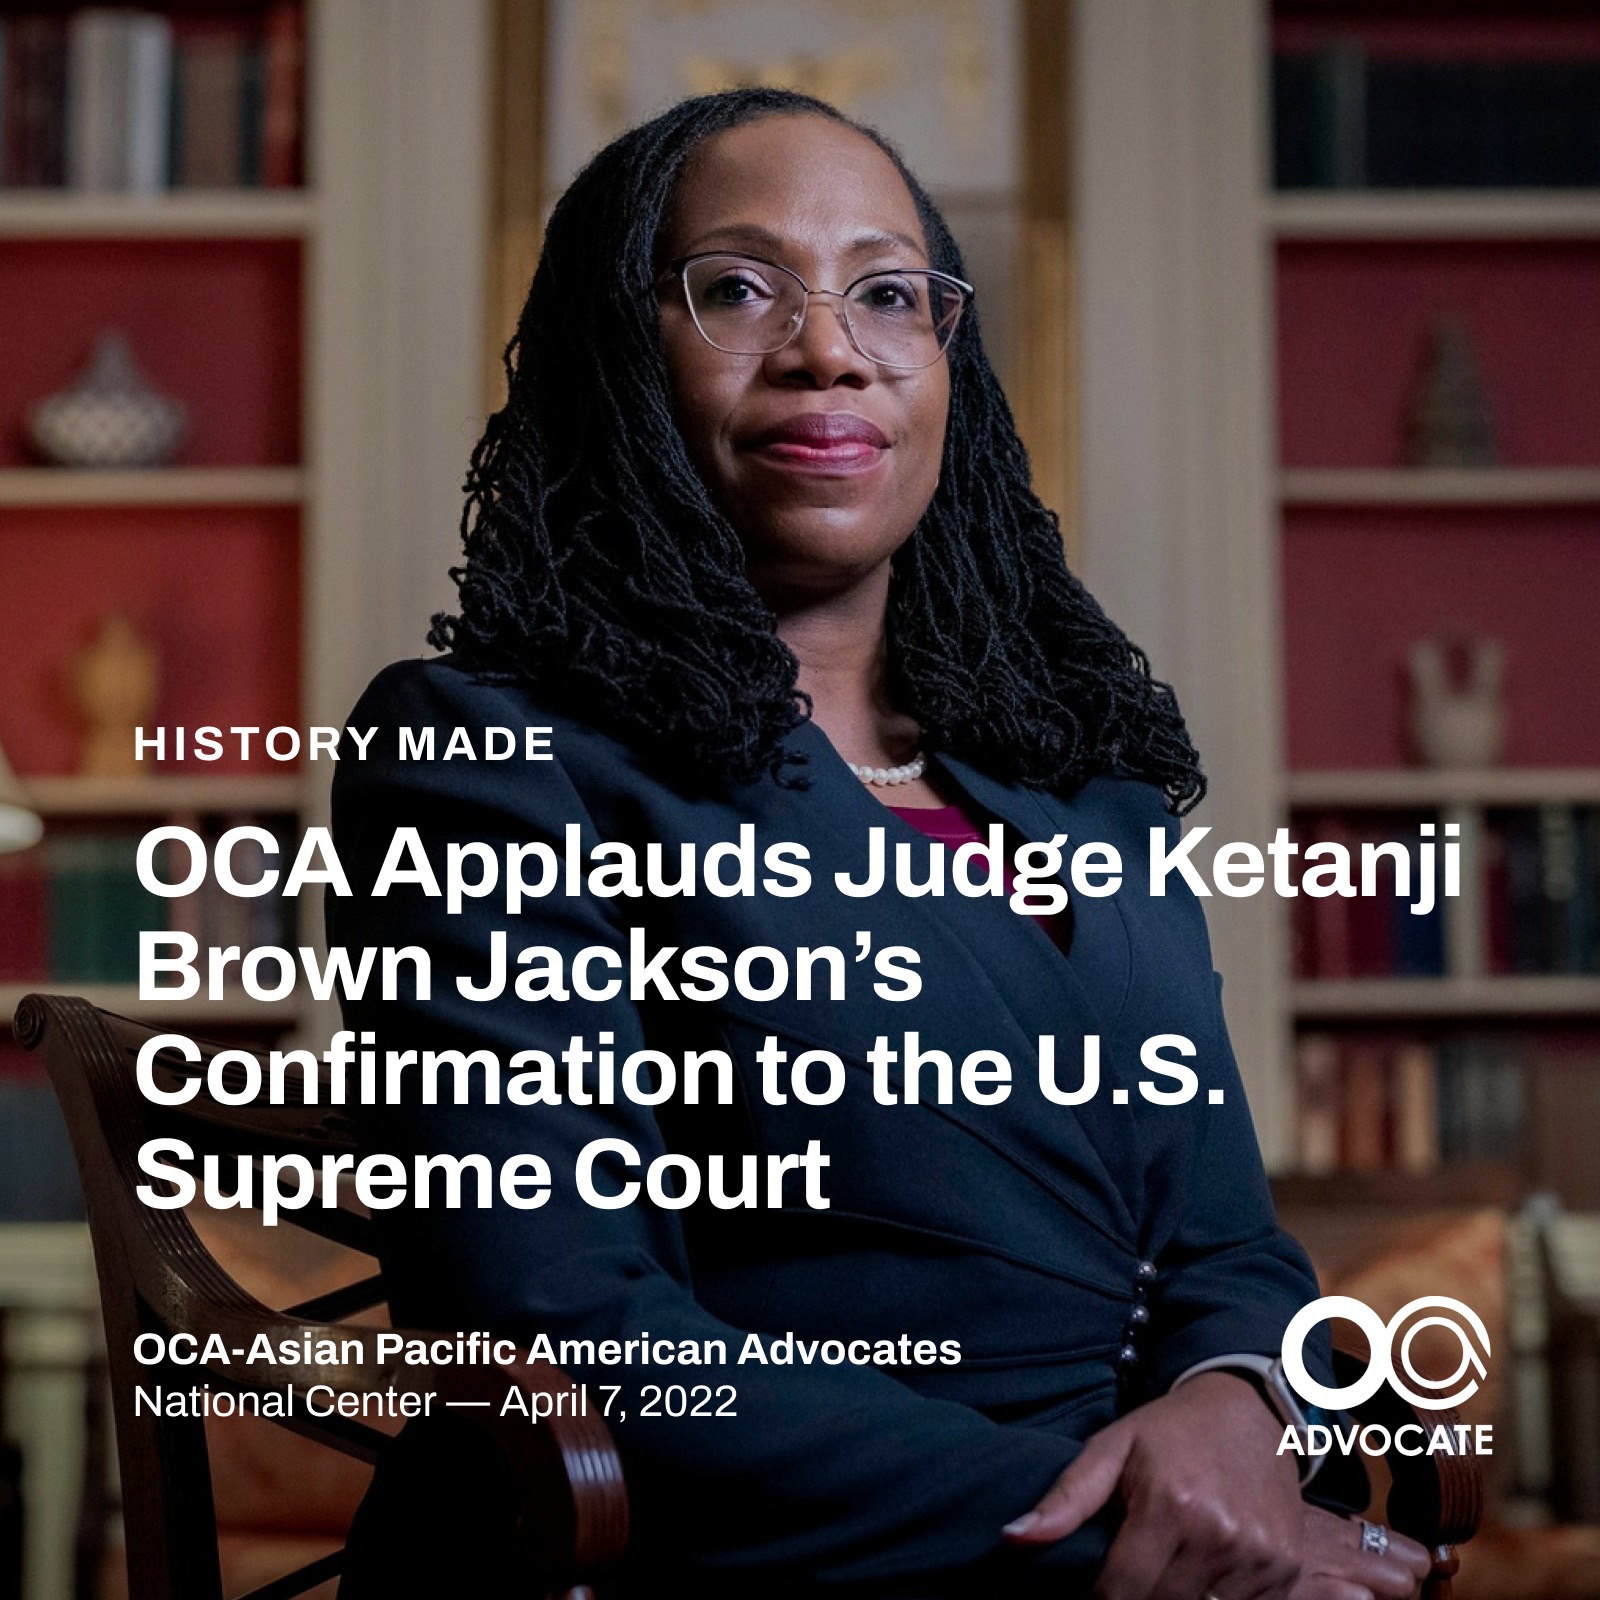 HISTORY MADE
OCA Applauds Judge Ketanji
Brown Jackson’s
Confirmation to the U.S.
Supreme Court
OCA-Asian Pacific American Advocates
National Center — April 7, 2022
OCA
ADVOCATE